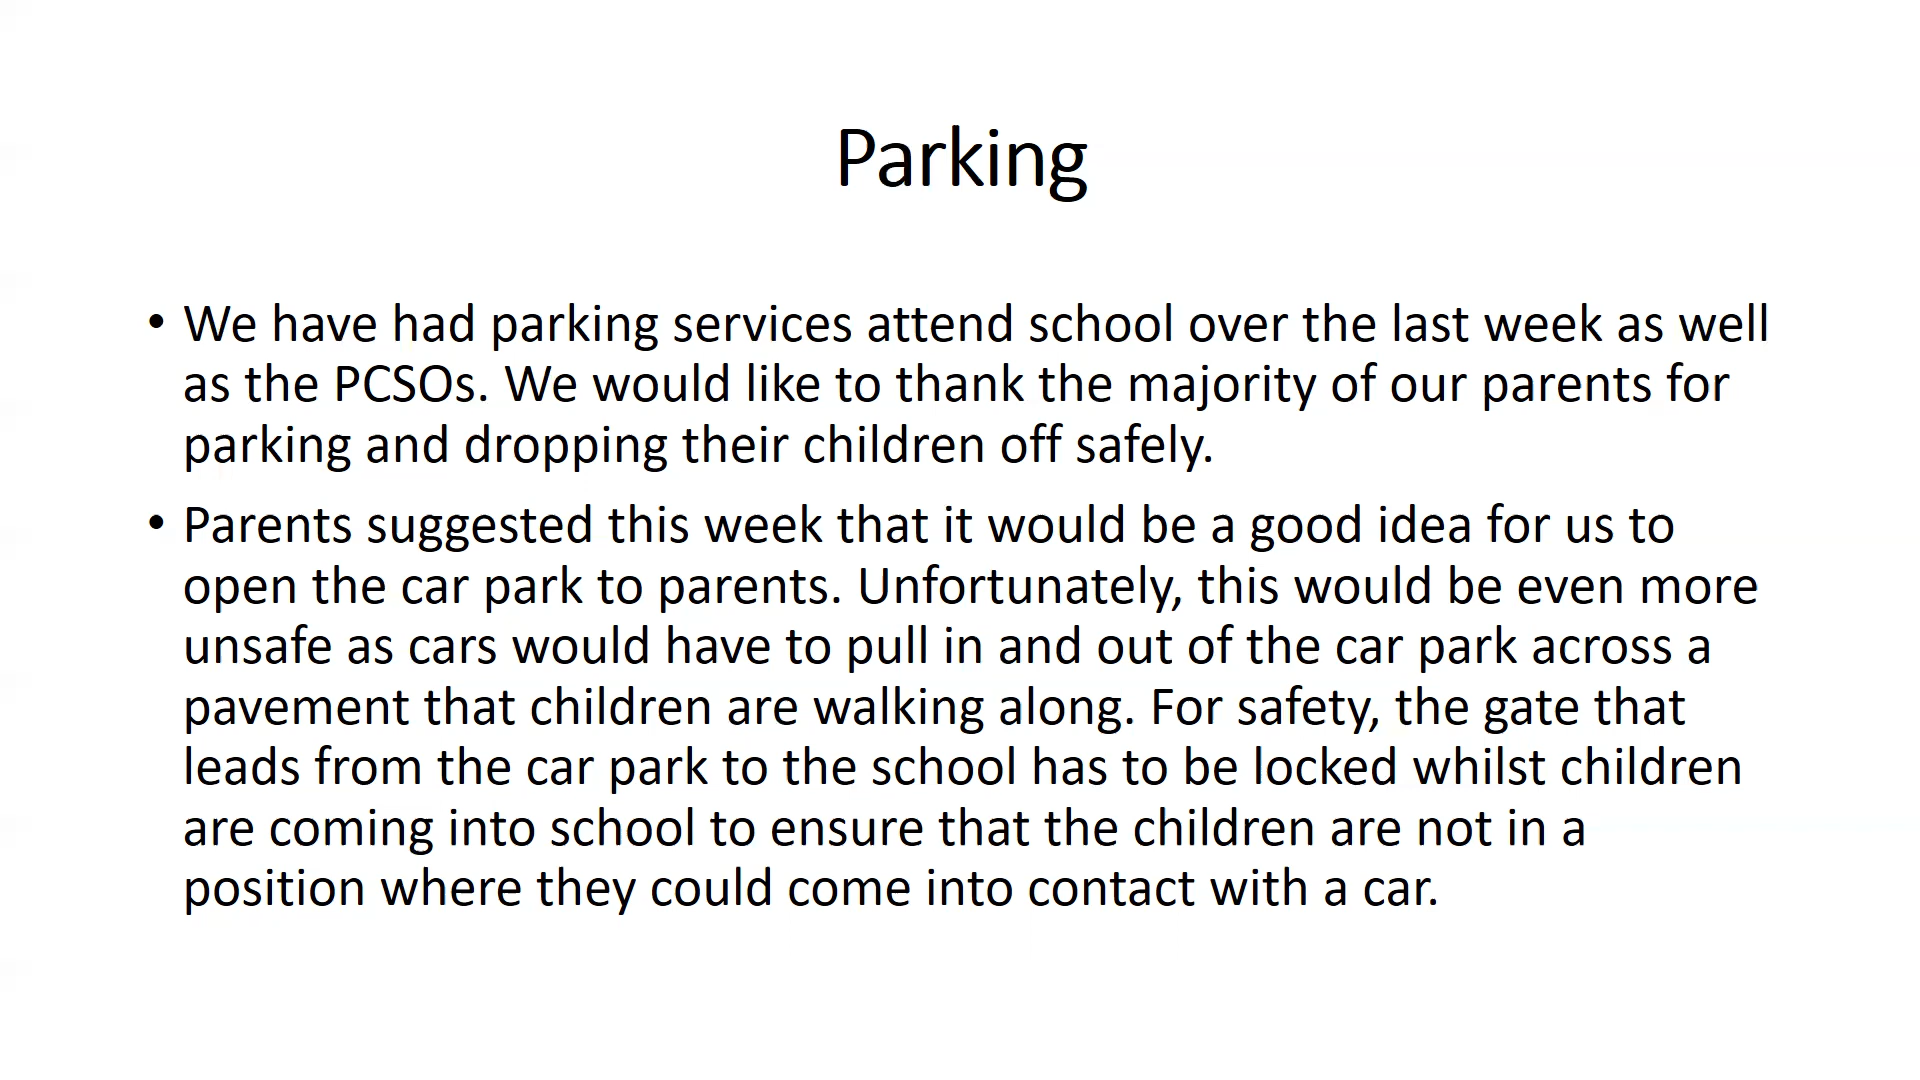 Parking
• We have had parking services attend school over the last week as well
as the PCSOs. We would like to thank the majority of our parents for
parking and dropping their children off safely.
• Parents suggested this week that it would be a good idea for us to
open the car park to parents. Unfortunately, this would be even more
unsafe as cars would have to pull in and out of the car park across a
pavement that children are walking along. For safety, the gate that
leads from the car park to the school has to be locked whilst children
are coming into school to ensure that the children are not in a
position where they could come into contact with a car.